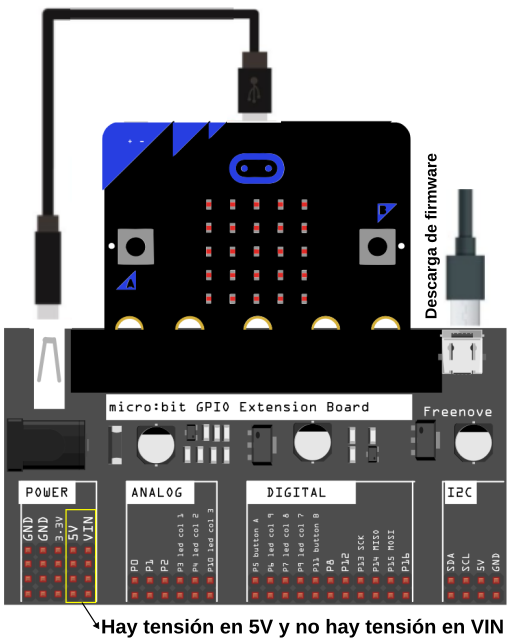 + -
B
A
Descarga de firmware
micro:bit GPIO Extension Board
Freenove
POWER
ANALOG
DIGITAL
I2C
GND
GND
3.3V
5V
VIN
P0
P1
P2
P3 led col 1
P4 led col 2
P10 led col 3
P5 button A
P6 led col 9
P7 led col 8
P9 led col 7
P11 button B
P8
P12
P13 SCK
P14 MISO
P15 MOSI
P16
SDA
SCL
5V
GND
Hay tensión en 5V y no hay tensión en VIN